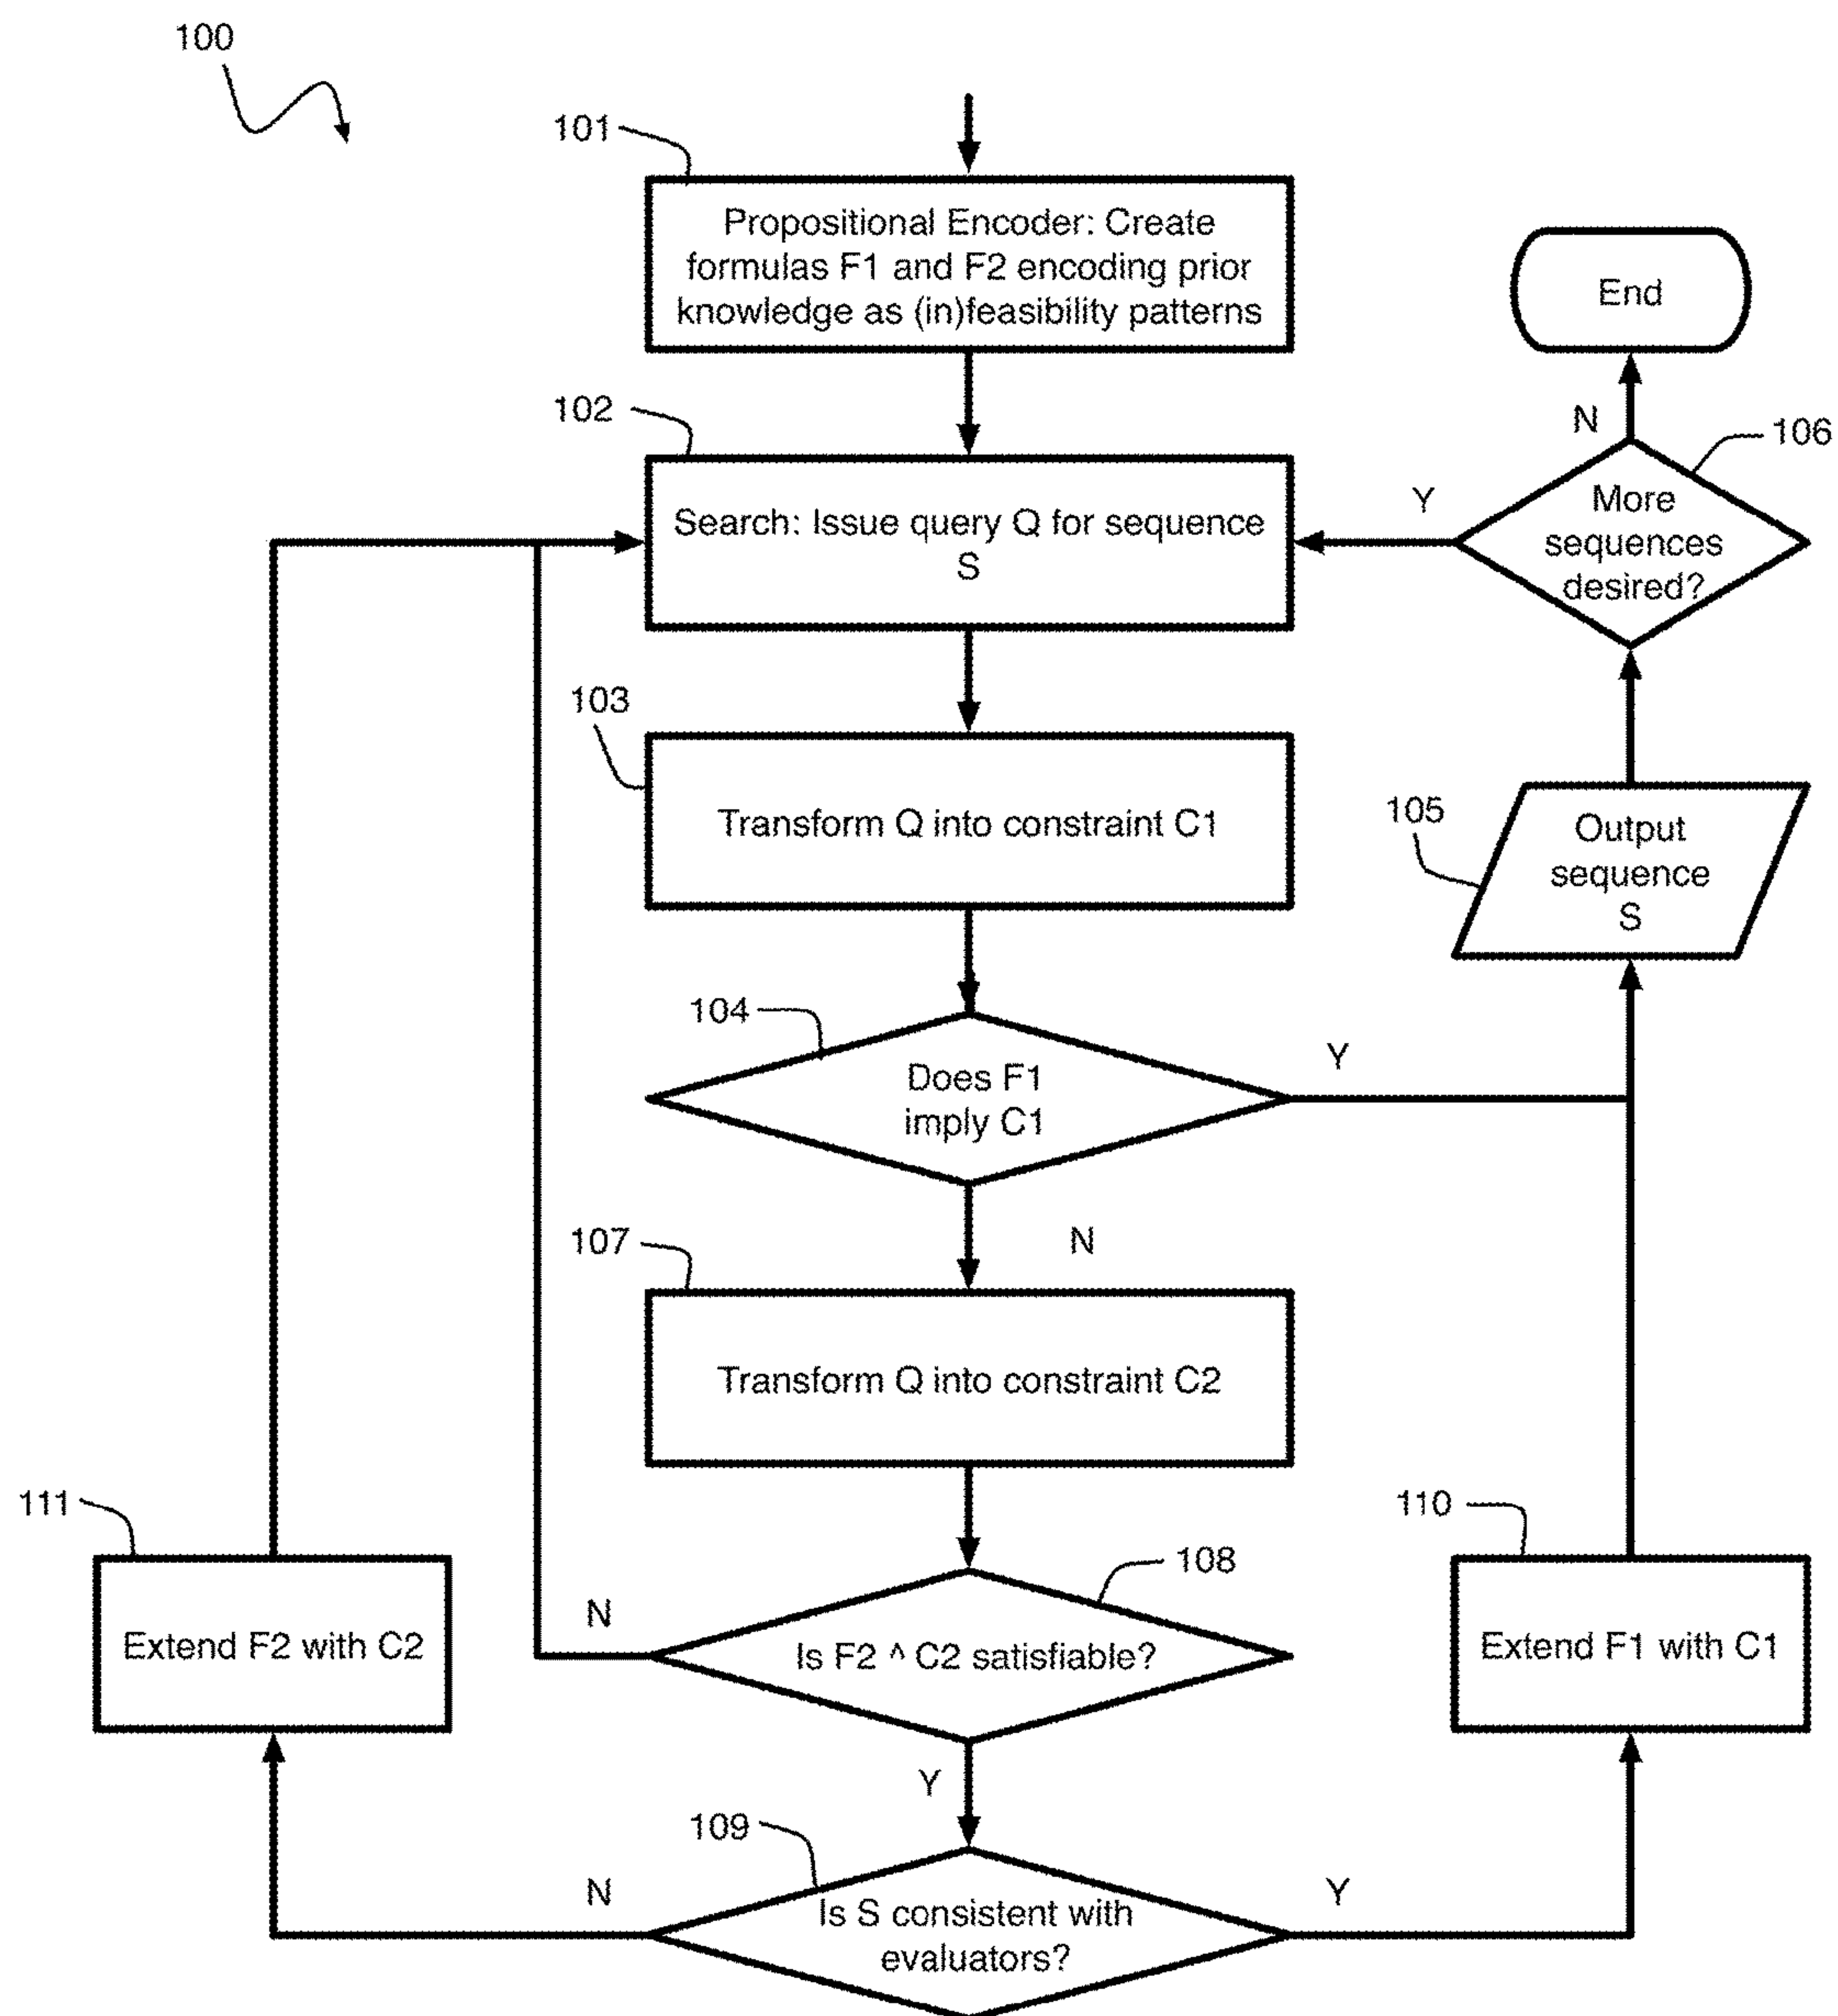 100
101
Propositional Encoder: Create
formulas F1 and F2 encoding prior
knowledge as (in)feasibility patterns
End
102
N
106
Y
More
sequences
desired?
Search: Issue query Q for sequence
S
103
Transform Q into constraint C1
105
Output
sequence
S
104
Does F1
imply C1
Y
N
107
Transform Q into constraint C2
111
110
108
N
Extend F2 with C2
Is F2 ^ C2 satisfiable?
Extend F1 with C1
Y
109
N
Y
Is S consistent with
evaluators?